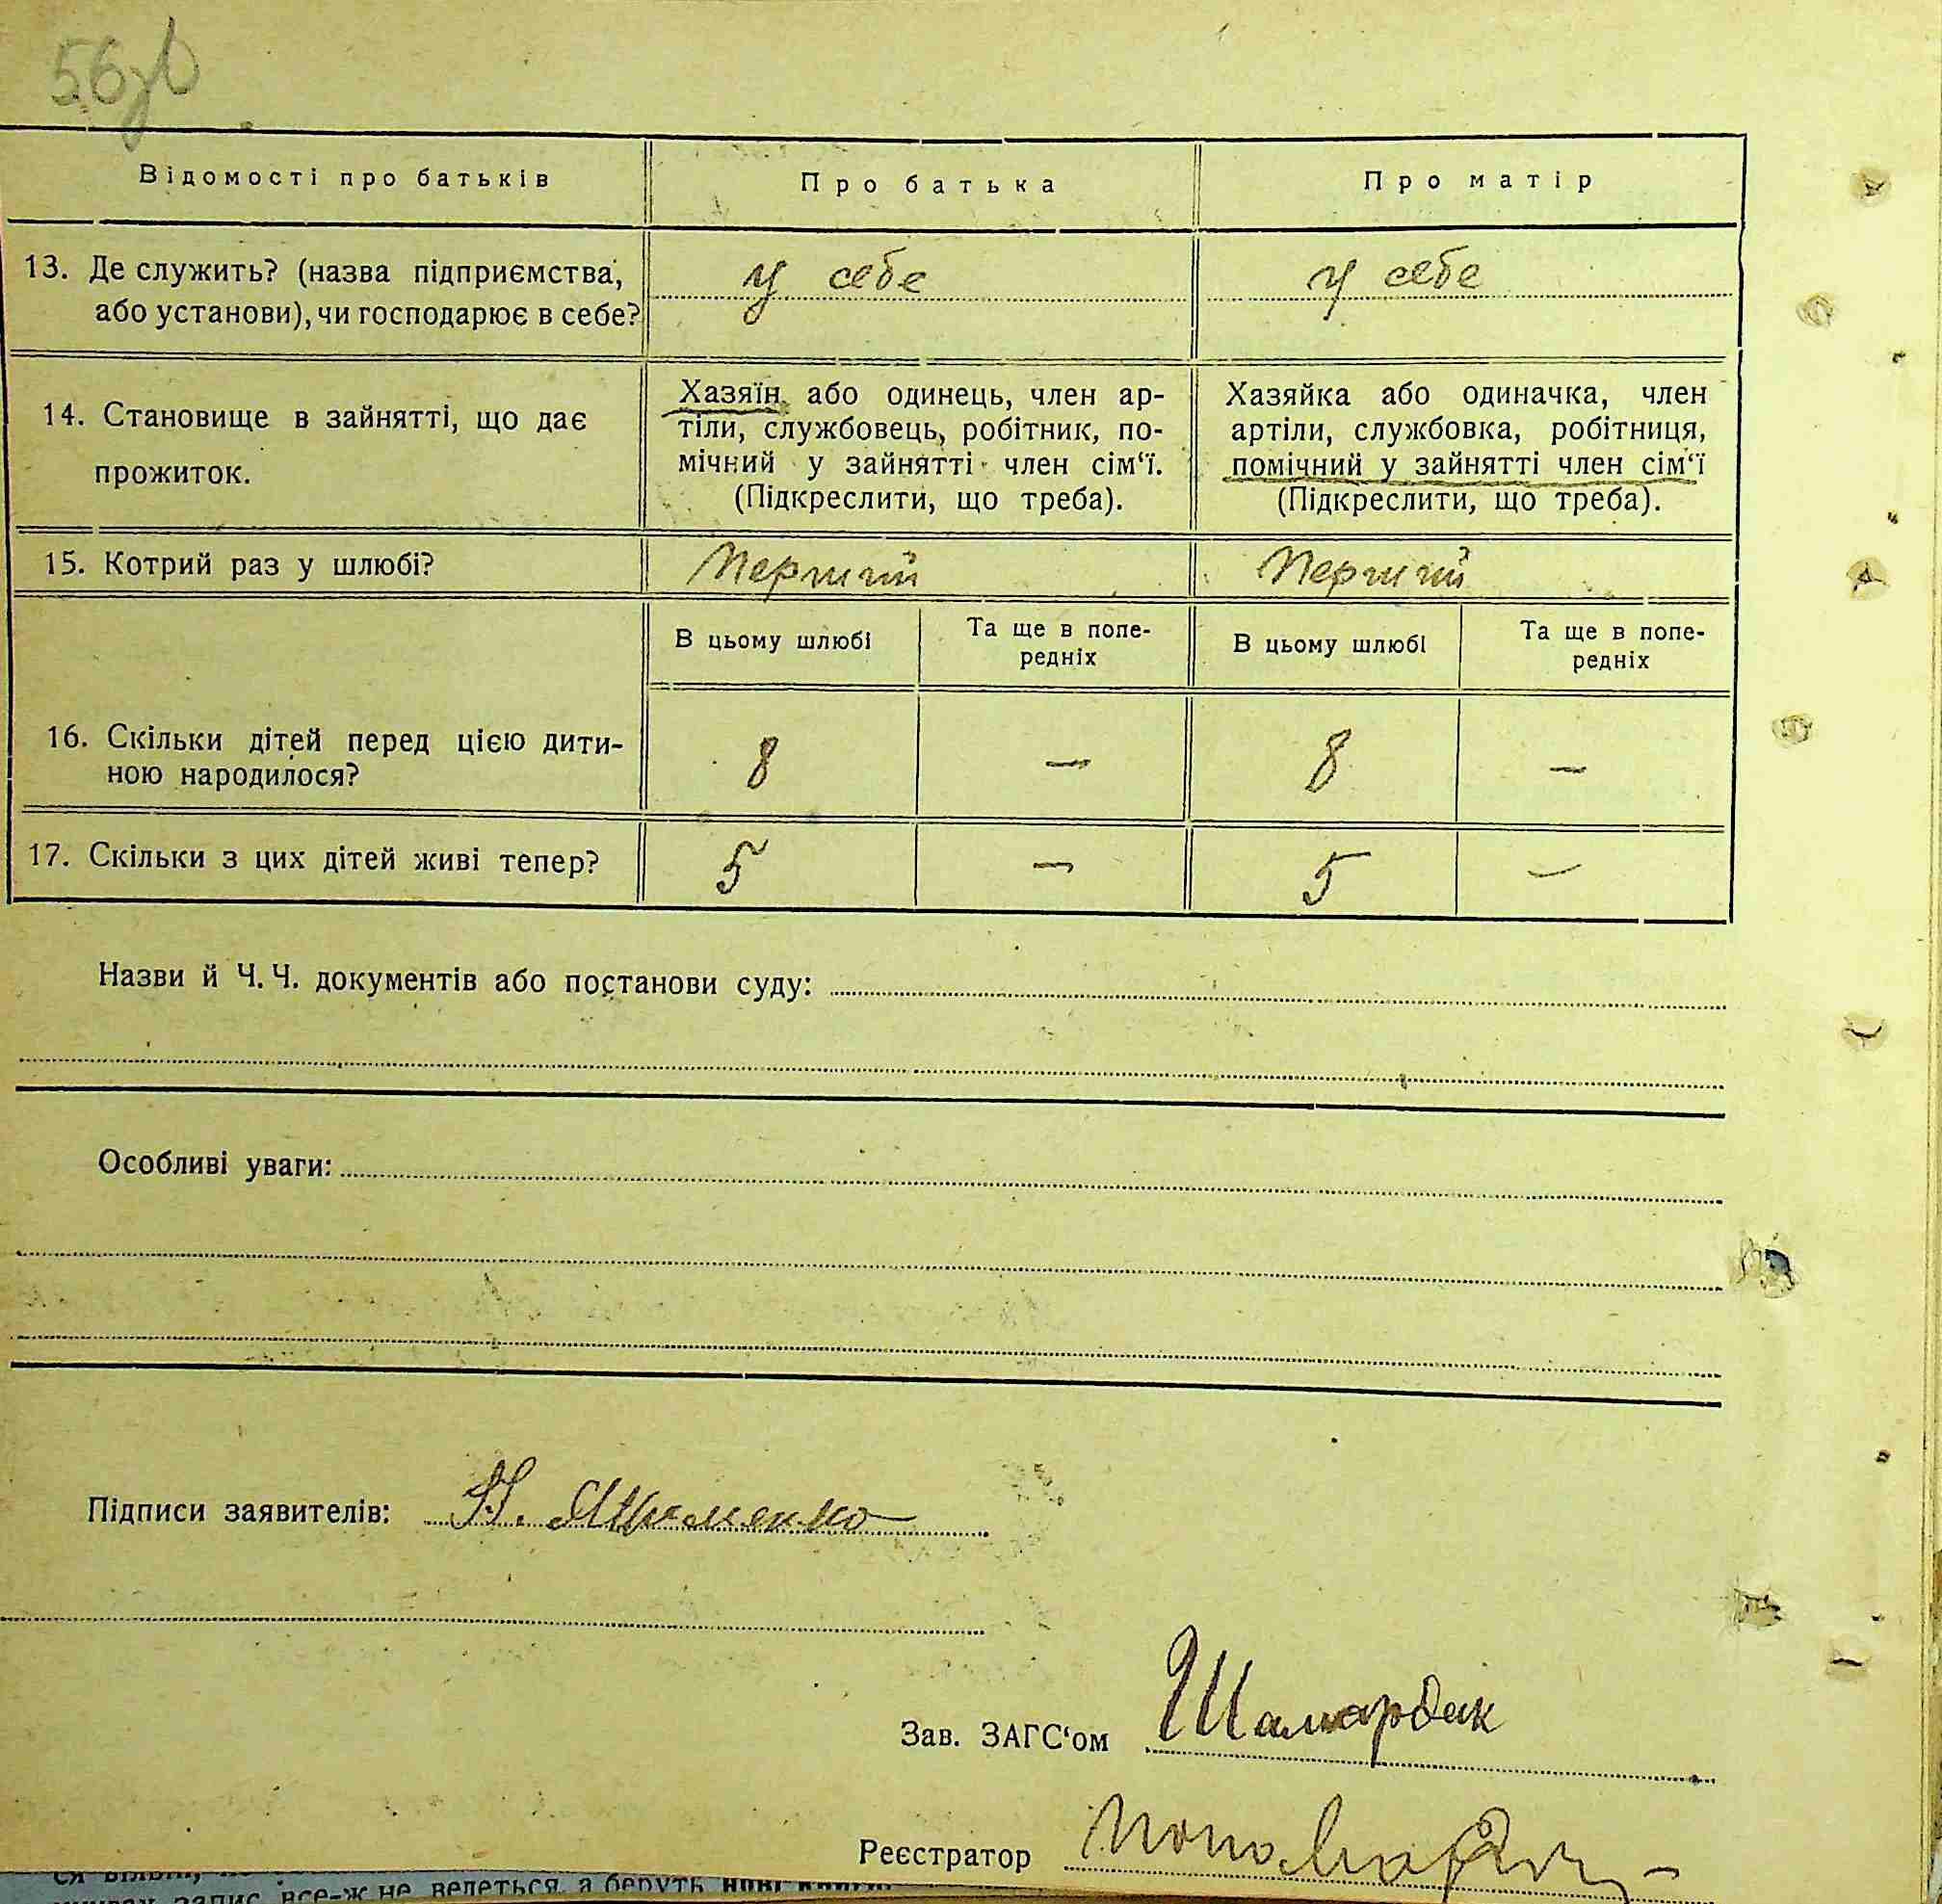 56зв
Відомості про батьків Про батька Про матір
13. Де служить? (назва підприємства, у себе у себе
або установи), чи господарює в себе?
14. Становище в зайнятті, що дає
прожиток.
Хазяїн або одинець, член ар-
тіли, службовець, робітник, по-
мічний у зайнятті член сім‘ї.
(Підкреслити, що треба).
Хазяйка або одиначка, член
артіли, службовка, робітниця,
помічний у зайнятті член сім‘ї
(Підкреслити, що треба).
15. Котрий раз у шлюбі? Перший Перший
В цьому шлюбі
Та ще в попе-
редніх
В цьому шлюбі
Та ще в попе-
редніх
16. Скільки дітей перед цією дити-
ною народилося?
8 — 8 —
17. Скільки з цих дітей живі тепер? 5 — 5 —
Назви й Ч. Ч. документів або постанови суду:
Особливі уваги:
Підписи заявителів:
Зав. ЗАГС‘ом Шамардак
Реєстратор
запис все-ж не ведеться, а беруть нові